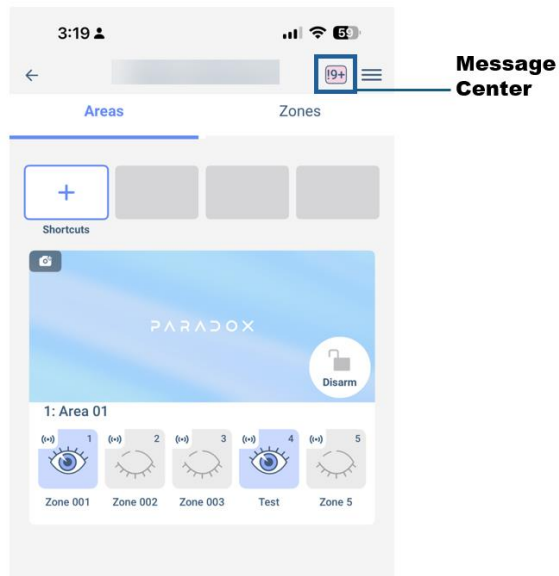 3:19
59
!9+
Message
Center
Areas
Zones
+
Shortcuts
PARADOX
Disarm
1: Area 01
1
2
3
4
5
Zone 001
Zone 002
Zone 003
Test
Zone 5